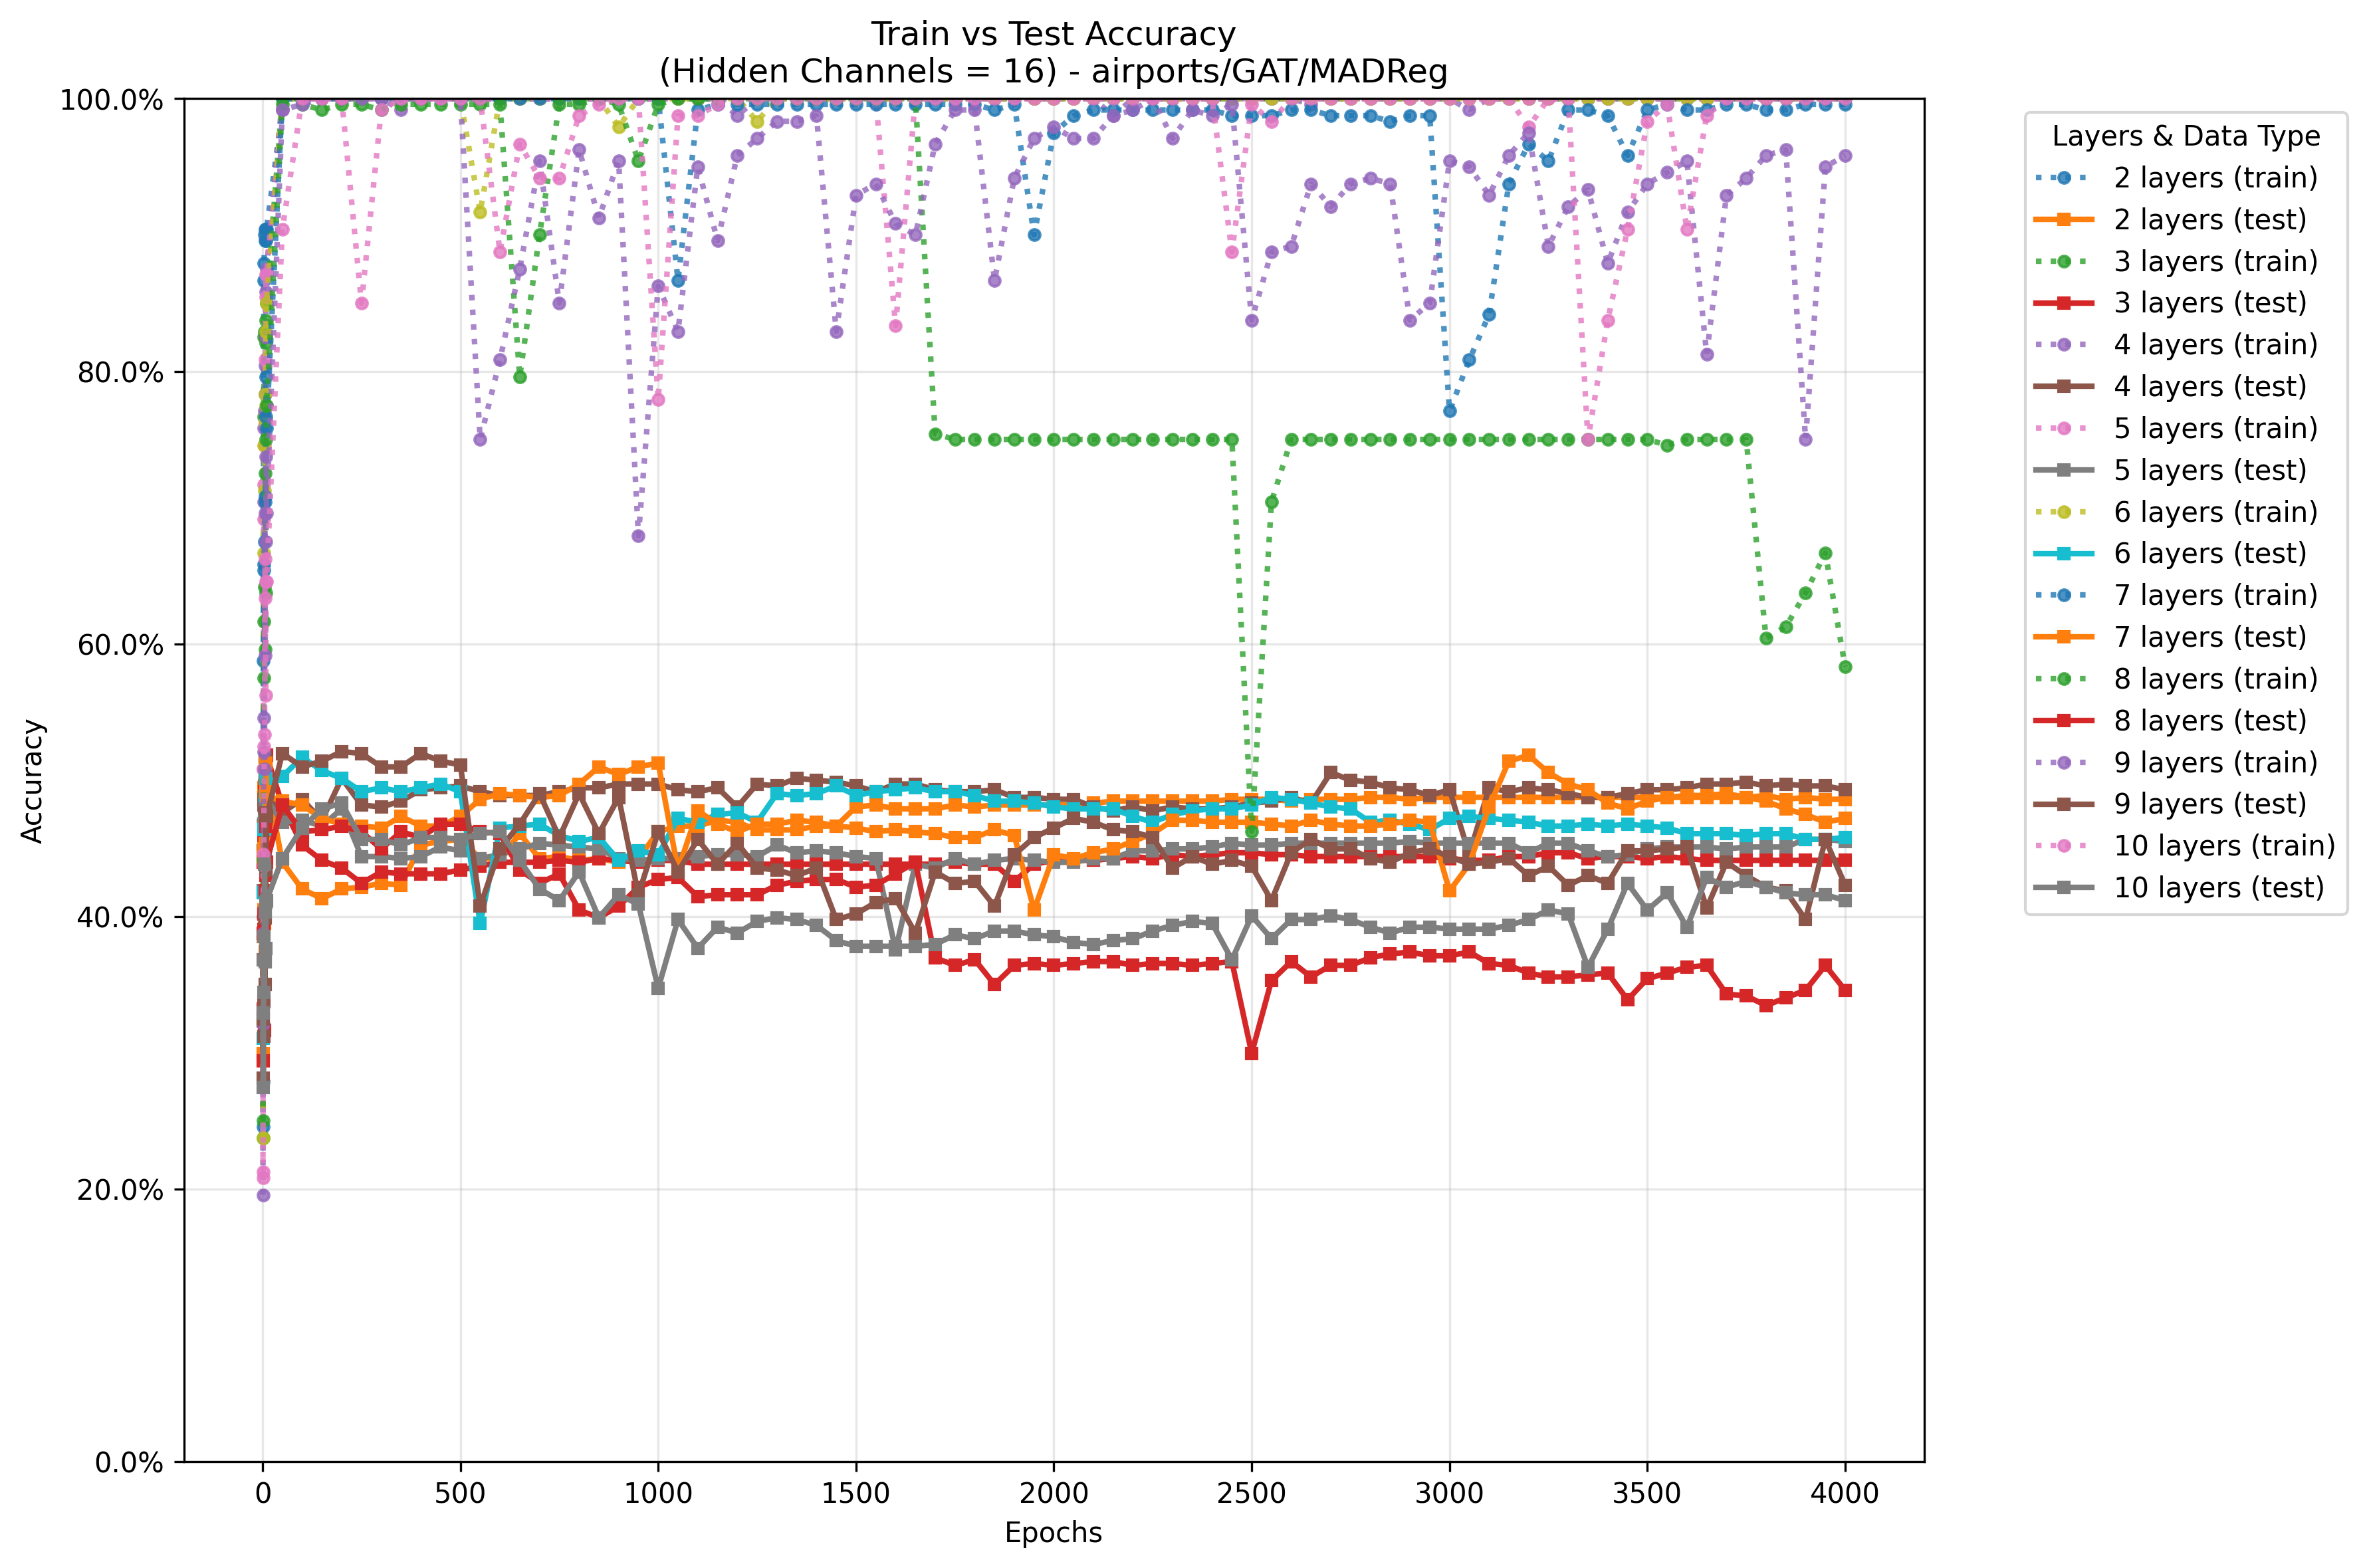 Train vs Test Accuracy
(Hidden Channels = 16) - airports/GAT/MADReg
100.0%
80.0%
60.0%
40.0%
20.0%
0.0%
Accuracy
0
500
1000
1500
2000
2500
3000
3500
4000
Epochs
Layers & Data Type
2 layers (train)
2 layers (test)
3 layers (train)
3 layers (test)
4 layers (train)
4 layers (test)
5 layers (train)
5 layers (test)
6 layers (train)
6 layers (test)
7 layers (train)
7 layers (test)
8 layers (train)
8 layers (test)
9 layers (train)
9 layers (test)
10 layers (train)
10 layers (test)